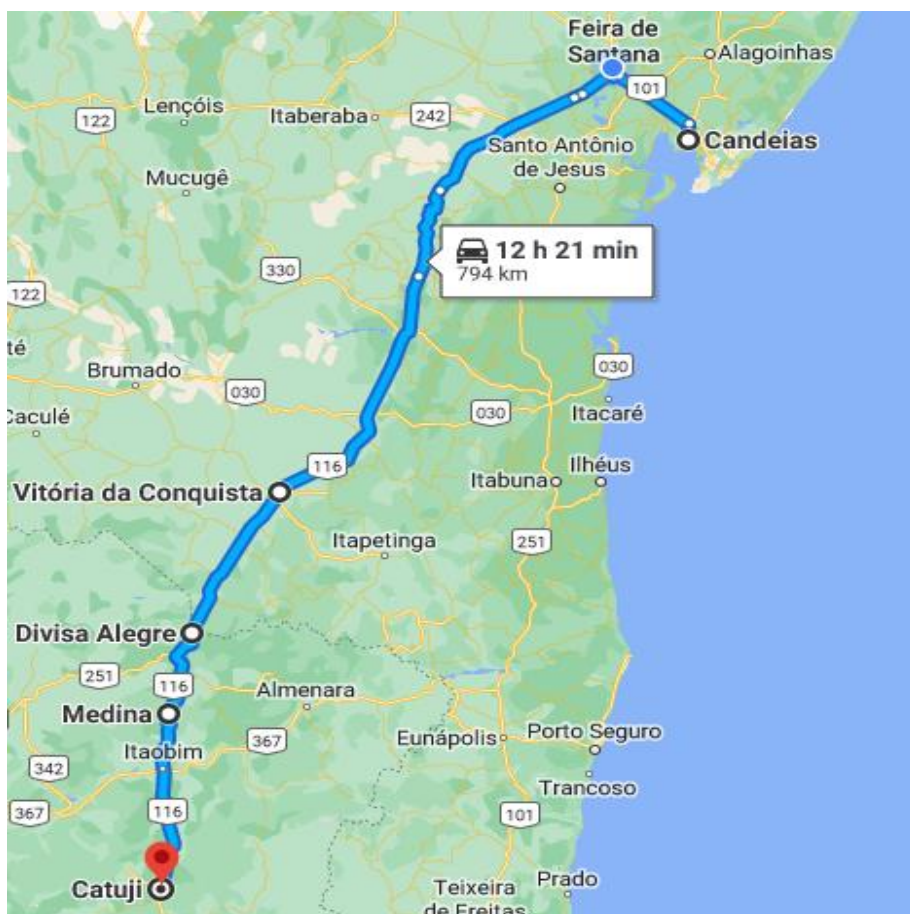 Feira de
Santana
Alagoinhas
101
Lençóis
122
Itaberaba
242
Candeias
Santo Antônio
de Jesus
Mucugê
12 h 21 min
794 km
330
122
té
Brumado
030
030
030
Itacaré
Caculé
116
Vitória da Conquista
Itabuna
Ilhéus
Itapetinga
251
Divisa Alegre
251
116
Almenara
Medina
Eunápolis
Porto Seguro
367
Itaobim
342
Trancoso
367
116
101
Catuji
Teixeira
de Freitas
Prado